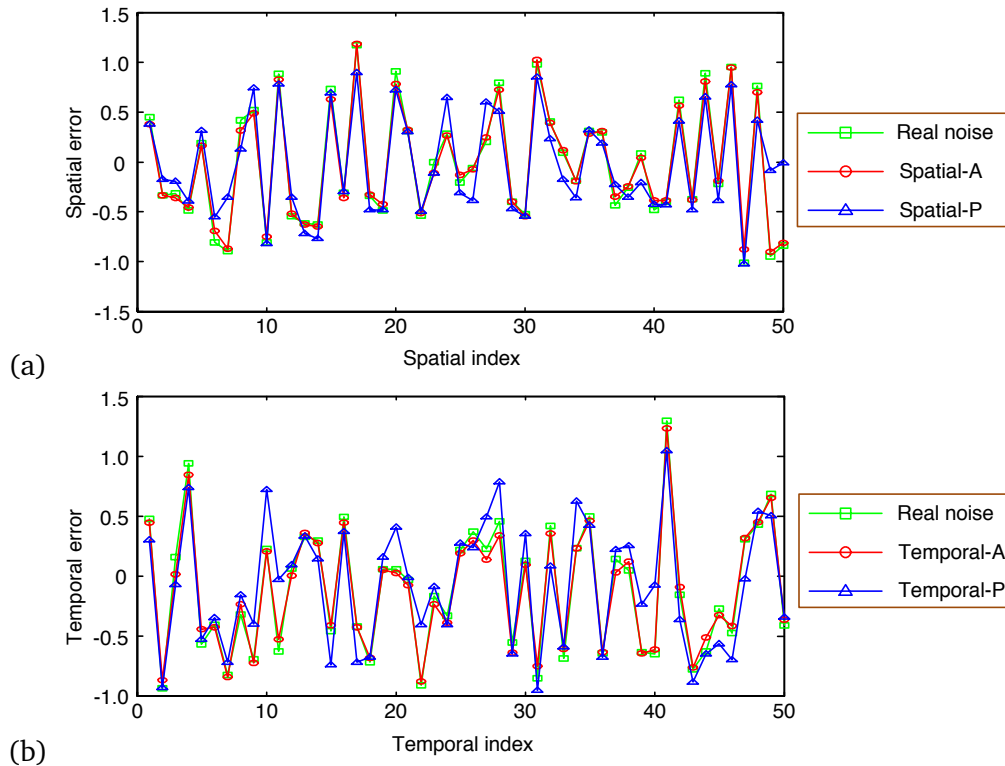 1.5
1.0
0.5
0
-0.5
-1.0
-1.5
Spatial error
0 10 20 30 40 50
Spatial index
Real noise
Spatial-A
Spatial-P
(a)
1.5
1.0
0.5
0
-0.5
-1.0
Temporal error
0 10 20 30 40 50
Temporal index
Real noise
Temporal-A
Temporal-P
(b)